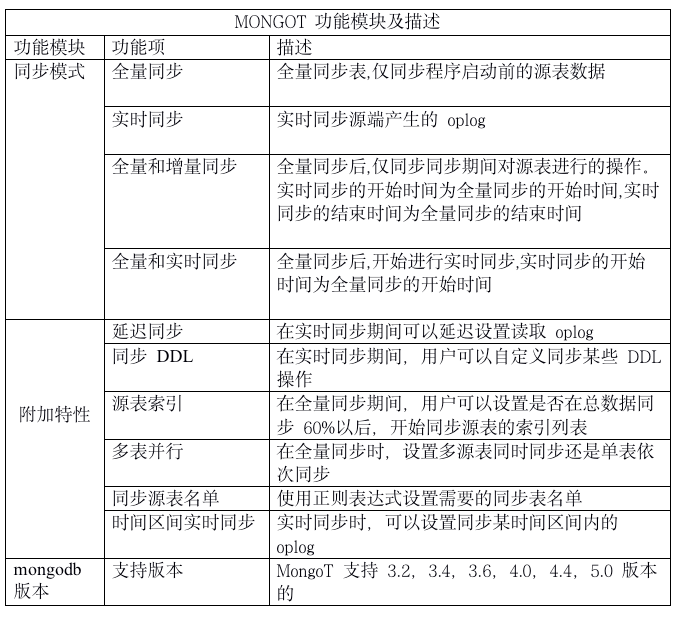 MONGOT 功能模块及描述
功能模块 功能项 描述
同步模式 全量同步 全量同步表,仅同步程序启动前的源表数据
实时同步 实时同步源端产生的 oplog
全量和增量同步 全量同步后,仅同步同步期间对源表进行的操作。
实时同步的开始时间为全量同步的开始时间,实时
同步的结束时间为全量同步的结束时间
全量和实时同步 全量同步后,开始进行实时同步,实时同步的开始
时间为全量同步的开始时间
附加特性 延迟同步 在实时同步期间可以延迟设置读取 oplog
同步 DDL 在实时同步期间，用户可以自定义同步某些 DDL
操作
源表索引 在全量同步期间，用户可以设置是否在总数据同
步 60%以后，开始同步源表的索引列表
多表并行 在全量同步时，设置多源表同时同步还是单表依
次同步
同步源表名单 使用正则表达式设置需要的同步表名单
时间区间实时同步 实时同步时，可以设置同步某时间区间内的
oplog
mongodb 支持版本 MongoT 支持 3.2, 3.4, 3.6, 4.0, 4.4, 5.0 版本
版本 的